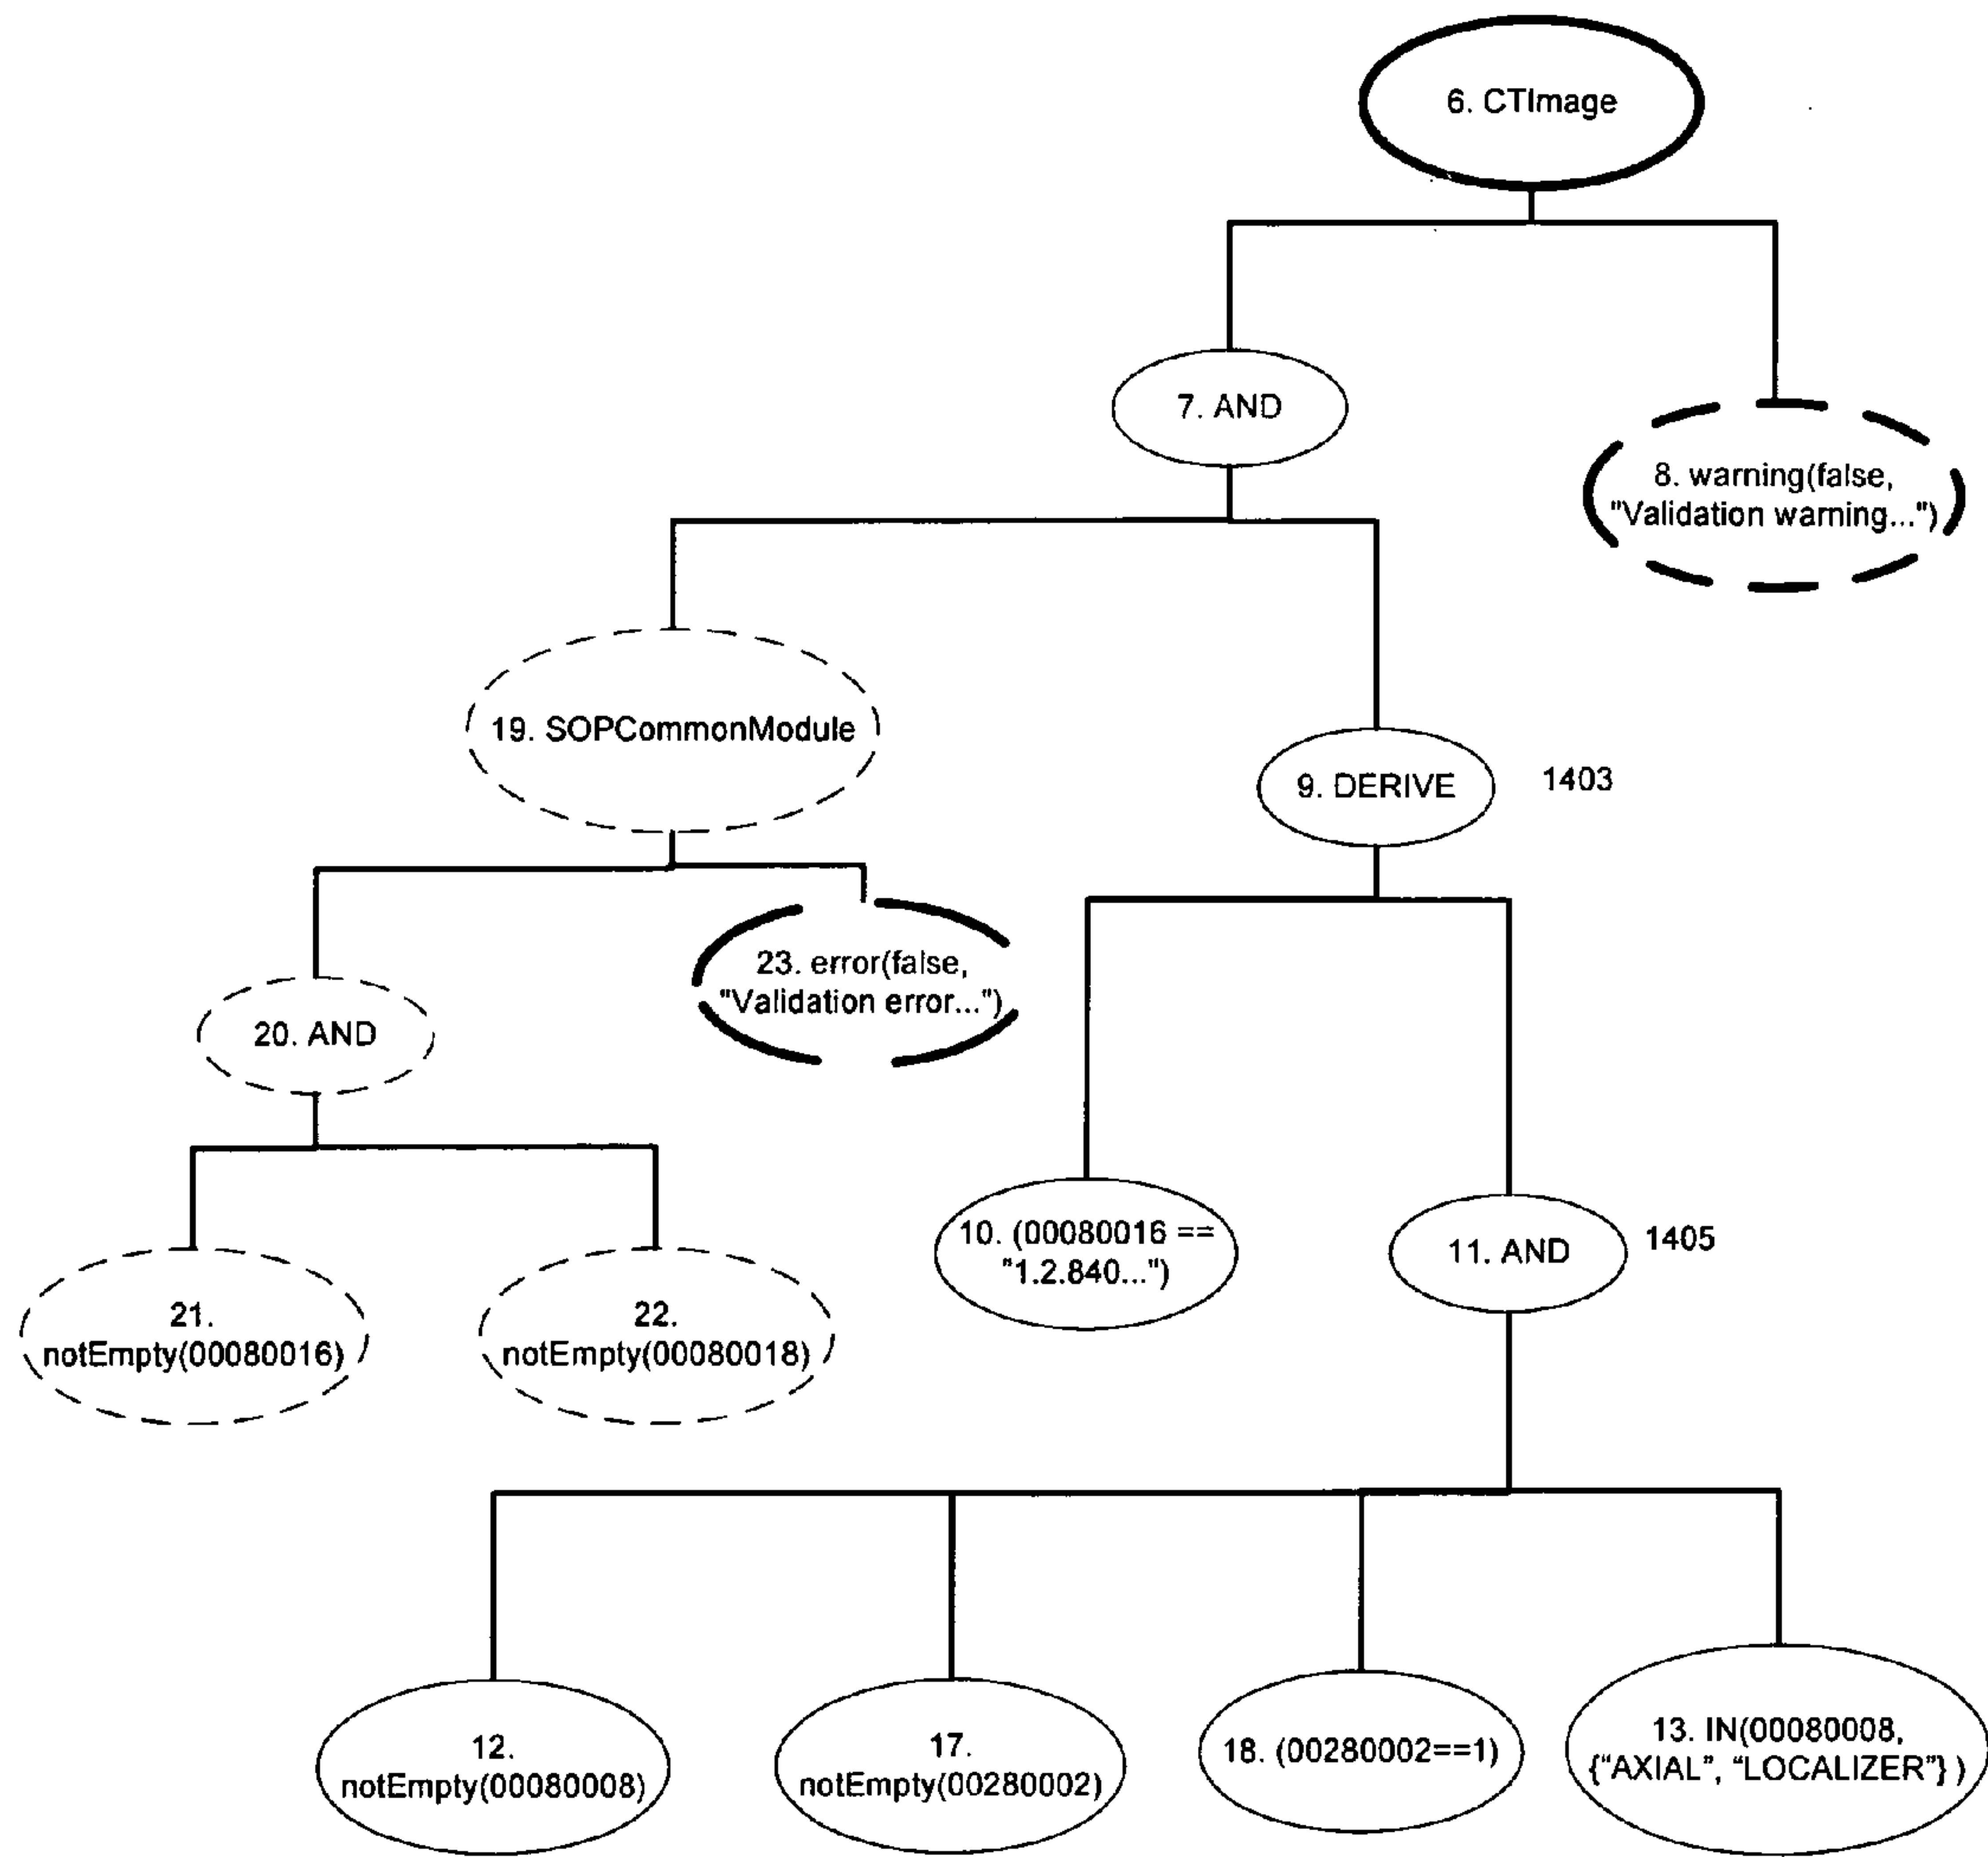 6. CTImage
7. AND
8. warning(false,
"Validation warning...")
19. SOPCommonModule
9. DERIVE
1403
23. error(false,
"Validation error...")
20. AND
10. (00080016 ==
"1.2.840...")
11. AND
1405
21.
notEmpty(00080016)
22.
notEmpty(00080018)
12.
notEmpty(00080008)
17.
notEmpty(00280002)
18. (00280002==1)
13. IN(00080008,
{“AXIAL”, “LOCALIZER”} )